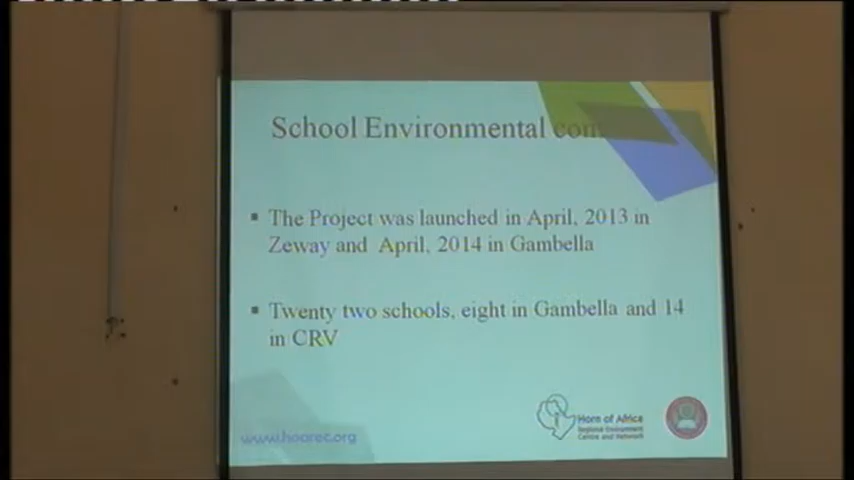 School Environmental con
▪ The Project was launched in April, 2013 in
Zeway and April, 2014 in Gambella
▪ Twenty two schools, eight in Gambella and 14
in CRV
www.hoarec.org
Horn of Africa
Regional Environment
Centre and Network